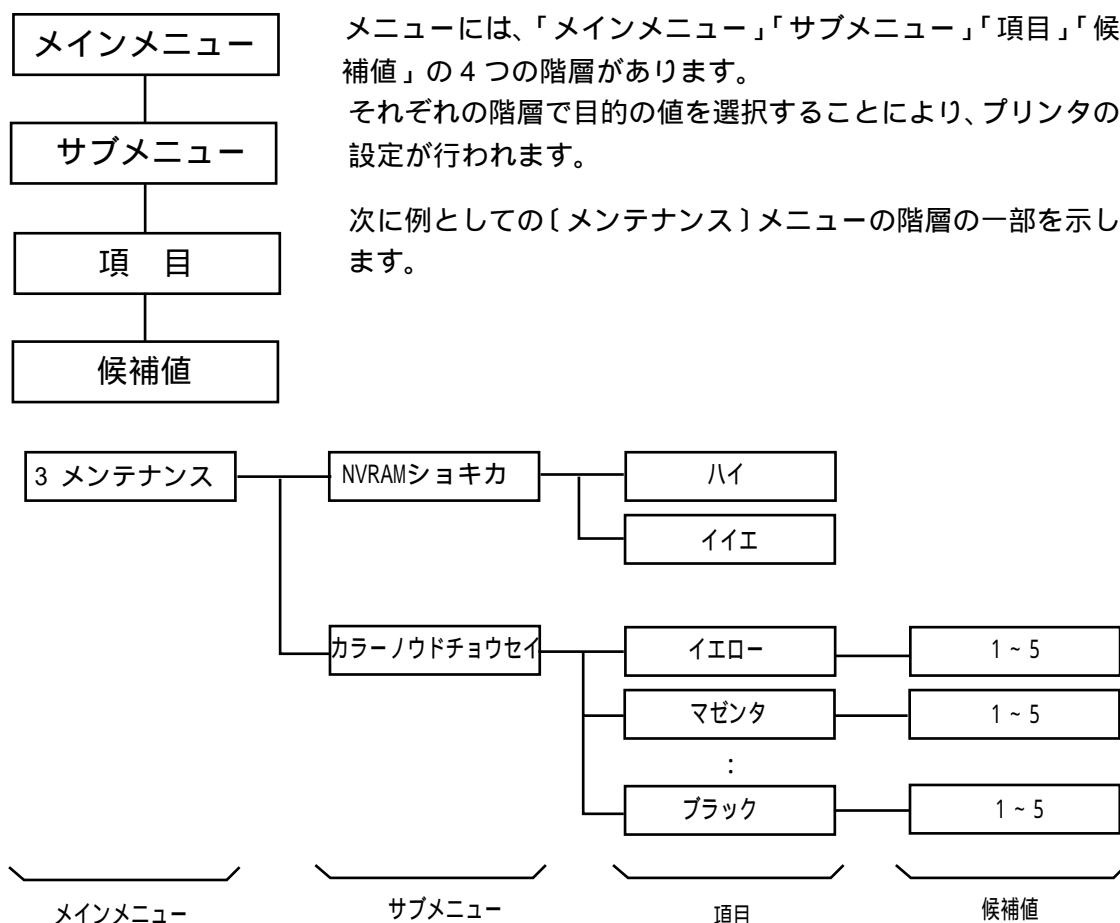 メインメニュー
サブメニュー
項　目
候補値
メニューには、「メインメニュー」「サブメニュー」「項目」「候
補値」の4つの階層があります。
それぞれの階層で目的の値を選択することにより、プリンタの
設定が行われます。
次に例としての〔メンテナンス〕メニューの階層の一部を示し
ます。
3 メンテナンス
NVRAMショキカ
ハイ
イイエ
カラーノウドチョウセイ
イエロー
1 ~ 5
マゼンタ
1 ~ 5
:
ブラック
1 ~ 5
メインメニュー
サブメニュー
項目
候補値